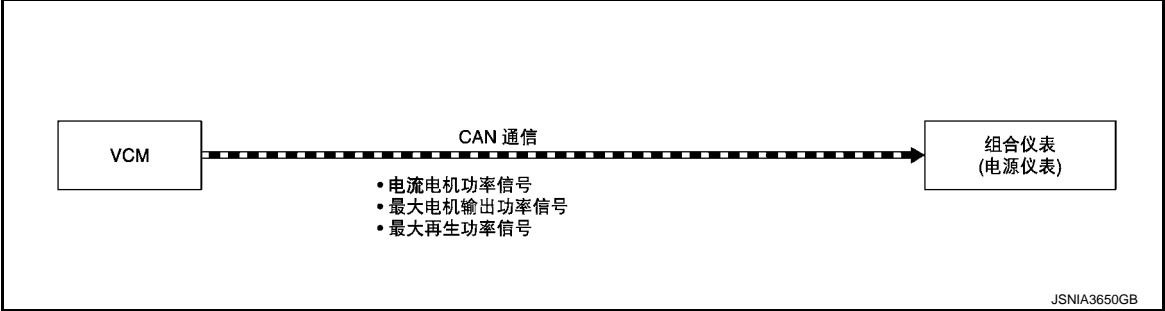 CAN 通信
VCM
组合仪表
(电源仪表)
• 电流电机功率信号
• 最大电机输出功率信号
• 最大再生功率信号
JSNIA3650GB